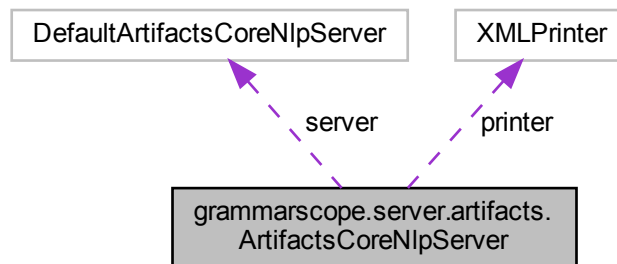 DefaultArtifactsCoreNlpServer
XMLPrinter
server
printer
grammarscope.server.artifacts.
ArtifactsCoreNlpServer